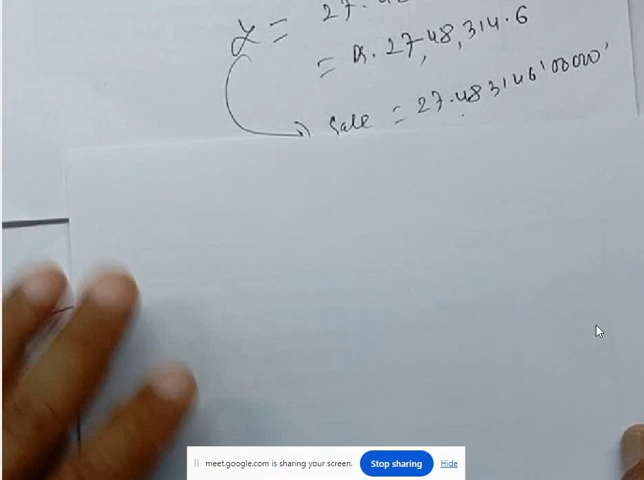 = 27.
= Rs. 27,48,314.6
Sale = 27.483146'00000'
meet.google.com is sharing your screen. Stop sharing Hide